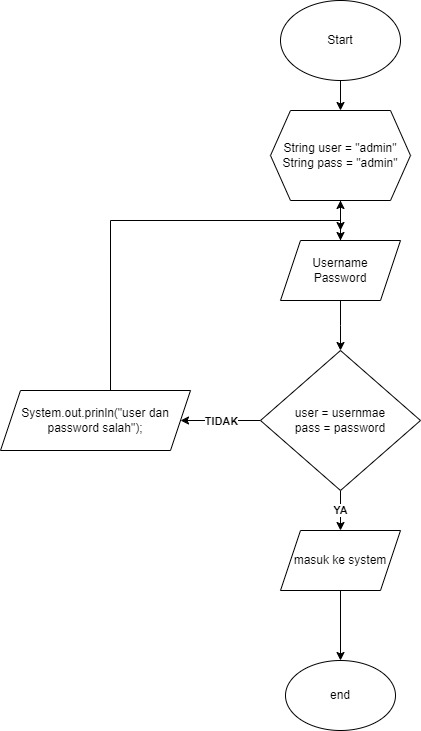 Start
String user = "admin"
String pass = "admin"
Username
Password
user = usernmae
pass = password
TIDAK
System.out.prinln("user dan
password salah");
YA
masuk ke system
end